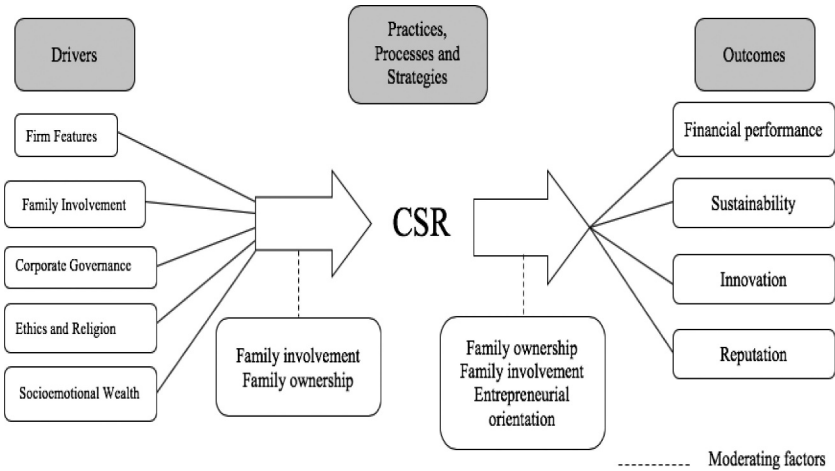 Drivers
Practices,
Processes and
Strategies
Outcomes
Firm Features
Family Involvement
Corporate Governance
Ethics and Religion
Socioemotional Wealth
CSR
Family involvement
Family ownership
Family ownership
Family involvement
Entrepreneurial
orientation
Financial performance
Sustainability
Innovation
Reputation
Moderating factors